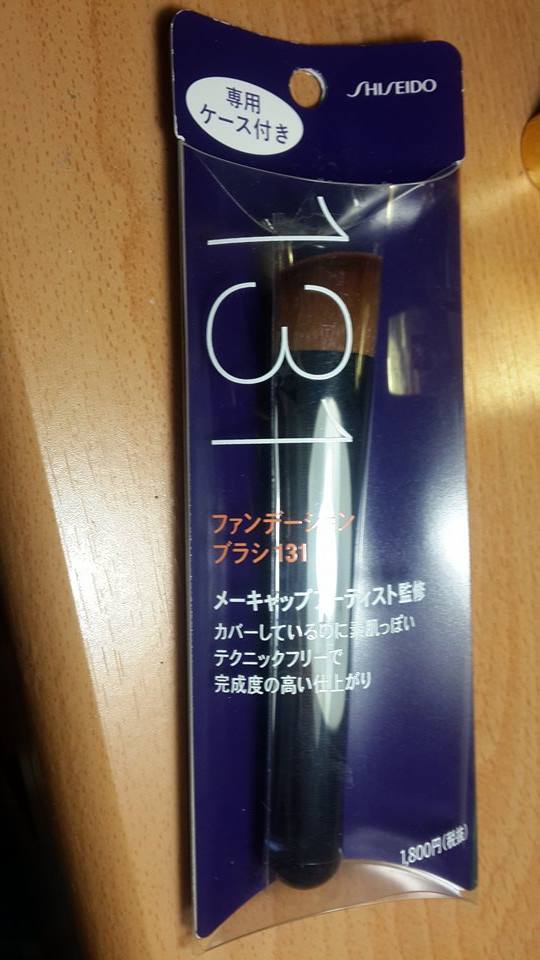 専用
ケース付き
SHISEIDO
131
ファンデーション
ブラシ131
メーキャップアーティスト監修
カバーしているのに素肌っぽい
テクニックフリーで
完成度の高い仕上がり
1,800円(税抜)